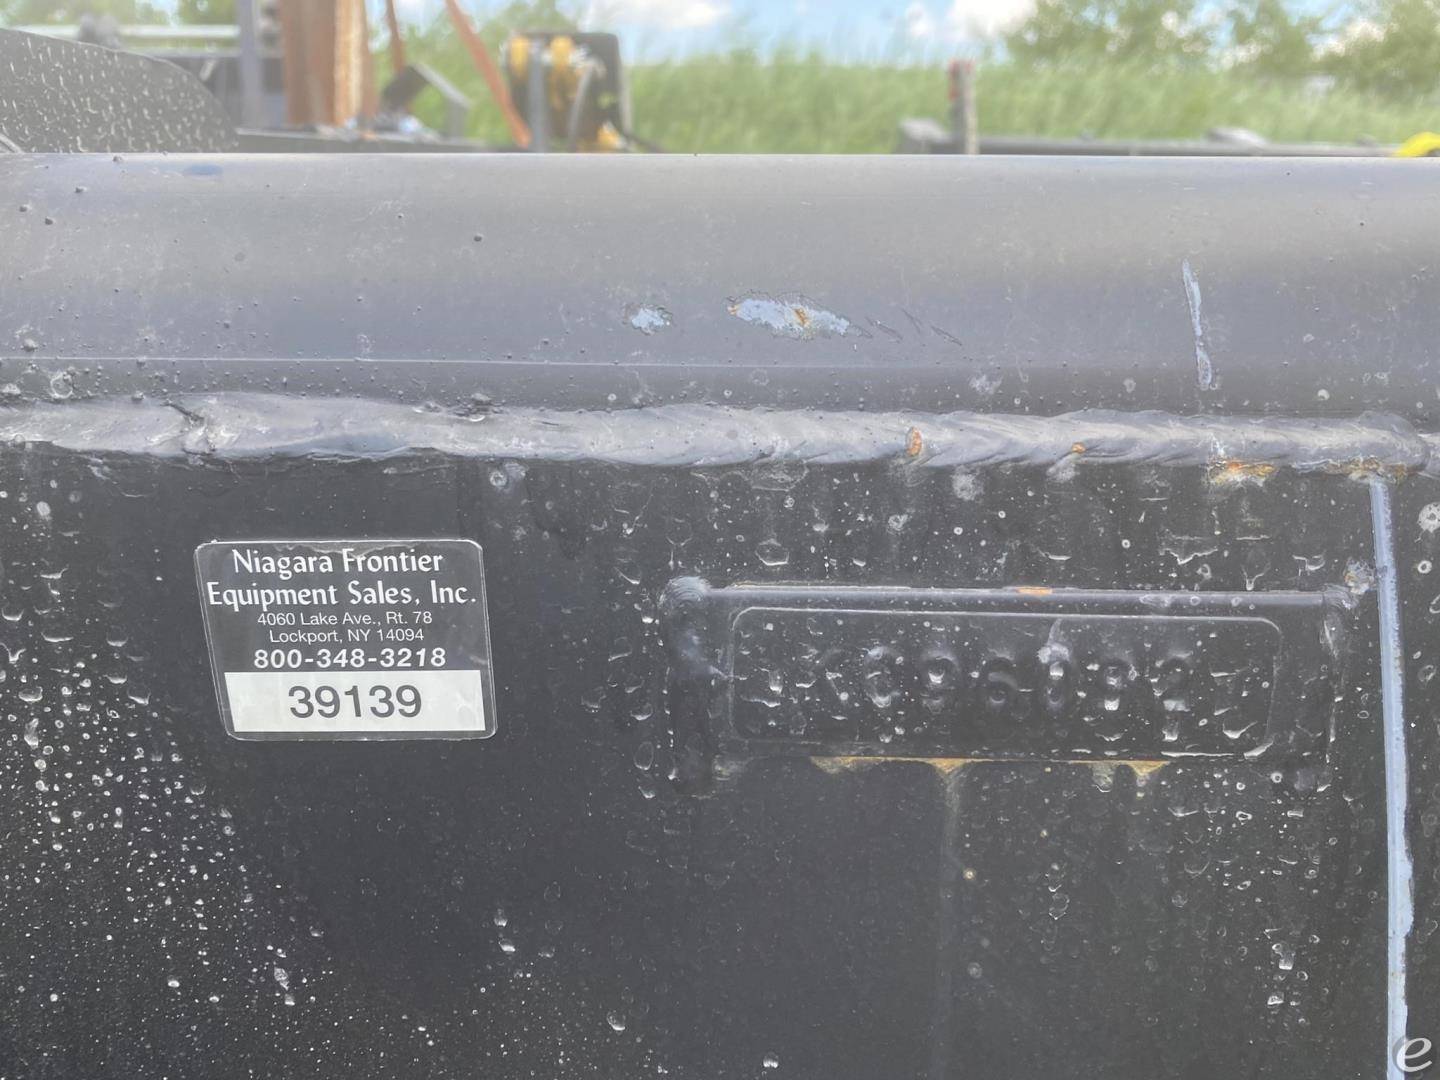 Niagara Frontier
Equipment Sales, Inc.
4060 Lake Ave., Rt. 78
Lockport, NY 14094
800-348-3218
39139
e